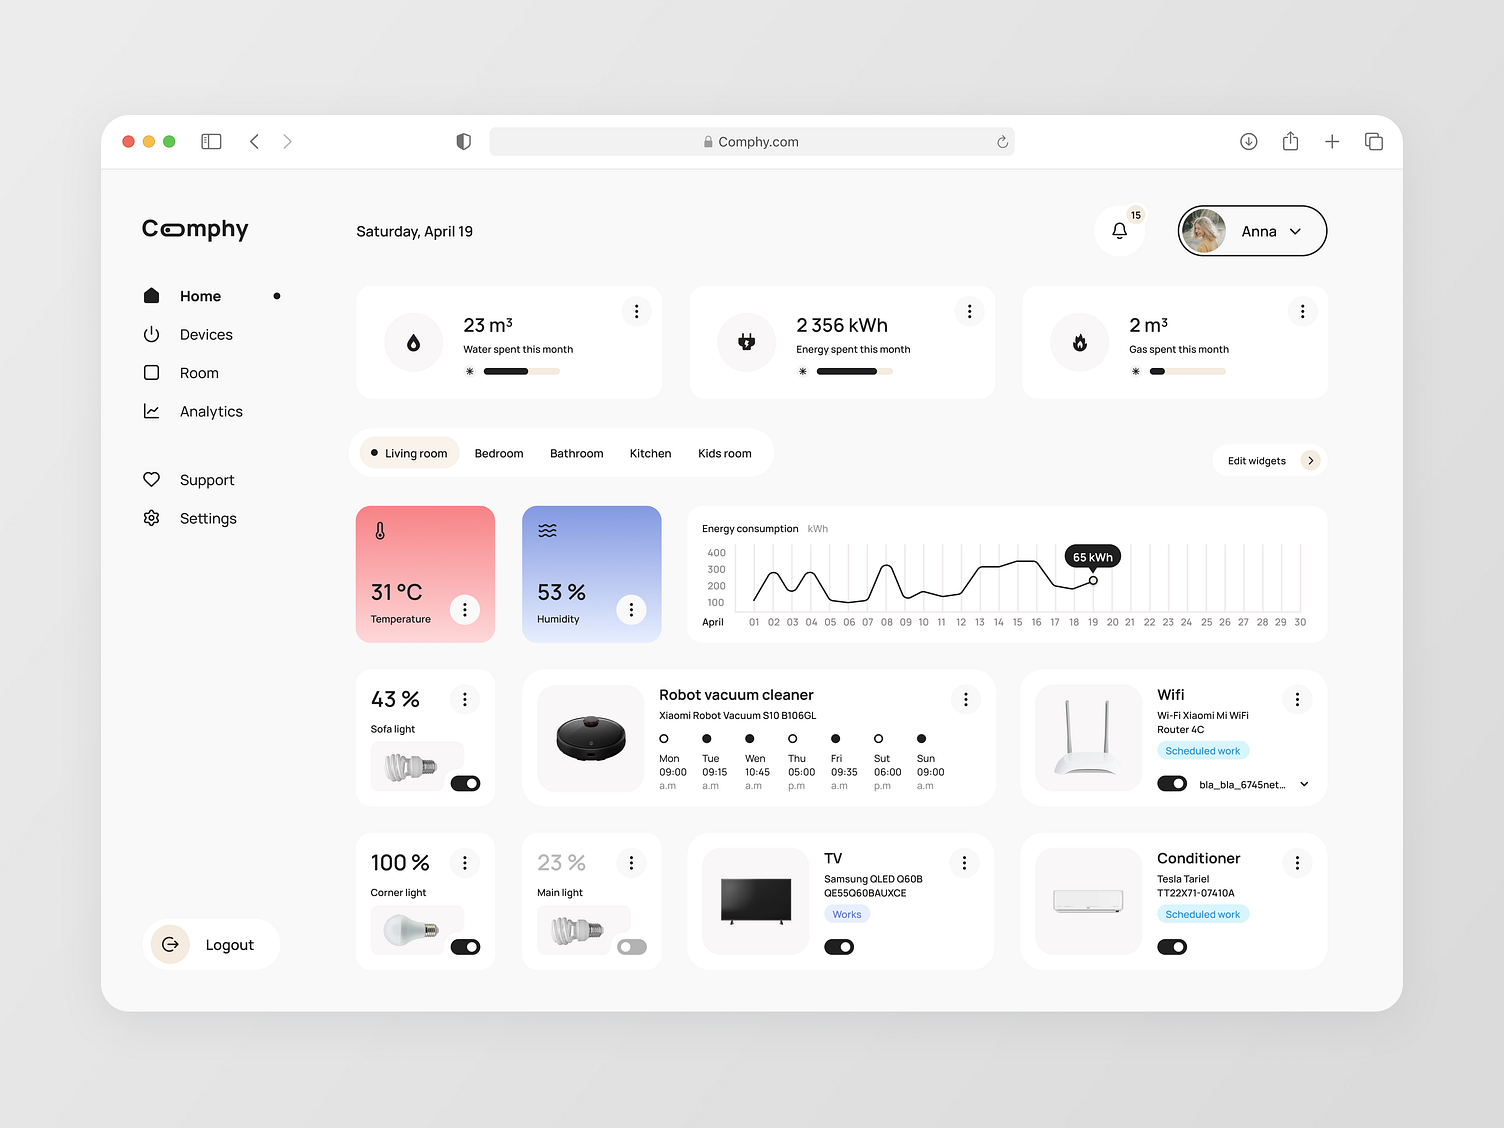 Comphy.com
Comphy
Saturday, April 19
15
Anna
Home
Devices
Room
Analytics
Support
Settings
Logout
23 m³
Water spent this month
2 356 kWh
Energy spent this month
2 m³
Gas spent this month
Living room
Bedroom
Bathroom
Kitchen
Kids room
Edit widgets
31 °C
Temperature
53 %
Humidity
Energy consumption kWh
400
300
200
100
65 kWh
April 01 02 03 04 05 06 07 08 09 10 11 12 13 14 15 16 17 18 19 20 21 22 23 24 25 26 27 28 29 30
43 %
Sofa light
Robot vacuum cleaner
Xiaomi Robot Vacuum S10 B106GL
Mon Tue Wen Thu Fri Sut Sun
09:00 09:15 10:45 05:00 09:35 06:00 09:00
a.m a.m a.m p.m a.m p.m a.m
Wifi
Wi-Fi Xiaomi Mi WiFi
Router 4C
Scheduled work
bla_bla_6745net...
100 %
Corner light
23 %
Main light
TV
Samsung QLED Q60B
QE55Q60BAUXCE
Works
Conditioner
Tesla Tariel
TT22X71-07410A
Scheduled work